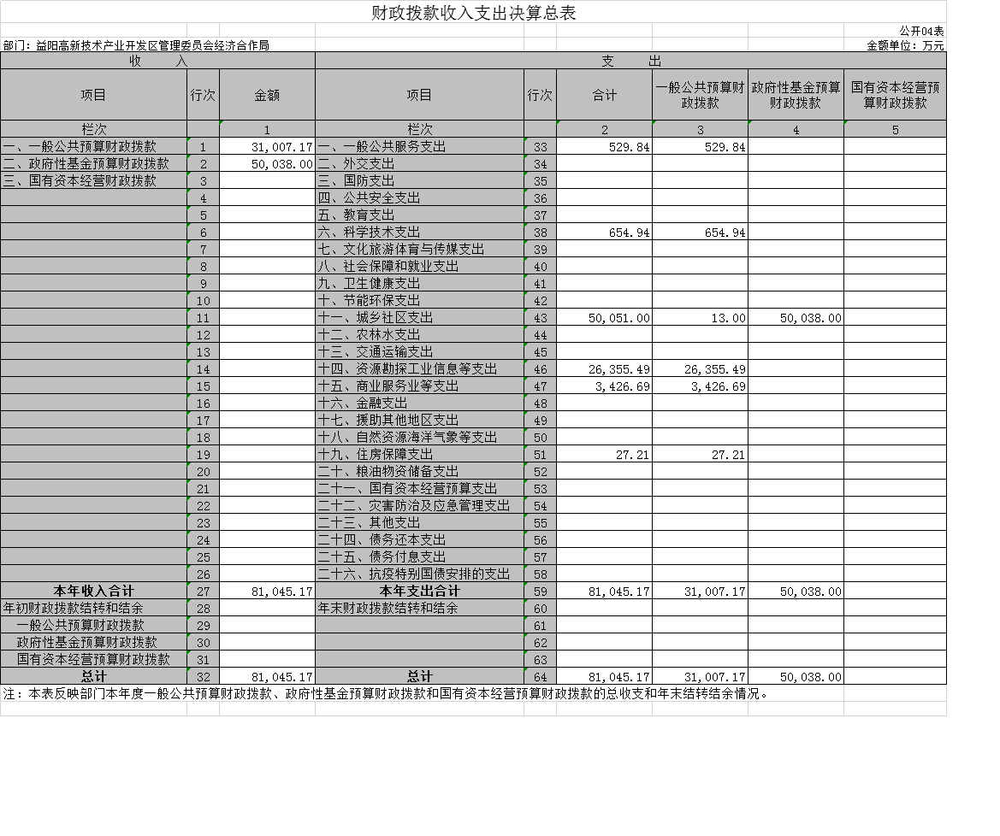 财政拨款收入支出决算总表
公开04表
部门：益阳高新技术产业开发区管理委员会经济合作局 金额单位：万元
收 入 支 出
项目 行次 金额 项目 行次 合计 一般公共预算财政拨款 政府性基金预算财政拨款 国有资本经营预算财政拨款
栏次 1 栏次 2 3 4 5
一、一般公共预算财政拨款 1 31,007.17 一、一般公共服务支出 33 529.84 529.84
二、政府性基金预算财政拨款 2 50,038.00 二、外交支出 34
三、国有资本经营财政拨款 3 三、国防支出 35
4 四、公共安全支出 36
5 五、教育支出 37
6 六、科学技术支出 38 654.94 654.94
7 七、文化旅游体育与传媒支出 39
8 八、社会保障和就业支出 40
9 九、卫生健康支出 41
10 十、节能环保支出 42
11 十一、城乡社区支出 43 50,051.00 13.00 50,038.00
12 十二、农林水支出 44
13 十三、交通运输支出 45
14 十四、资源勘探工业信息等支出 46 26,355.49 26,355.49
15 十五、商业服务业等支出 47 3,426.69 3,426.69
16 十六、金融支出 48
17 十七、援助其他地区支出 49
18 十八、自然资源海洋气象等支出 50
19 十九、住房保障支出 51 27.21 27.21
20 二十、粮油物资储备支出 52
21 二十一、国有资本经营预算支出 53
22 二十二、灾害防治及应急管理支出 54
23 二十三、其他支出 55
24 二十四、债务还本支出 56
25 二十五、债务付息支出 57
26 二十六、抗疫特别国债安排的支出 58
本年收入合计 27 81,045.17 本年支出合计 59 81,045.17 31,007.17 50,038.00
年初财政拨款结转和结余 28 年末财政拨款结转和结余 60
一般公共预算财政拨款 29 61
政府性基金预算财政拨款 30 62
国有资本经营预算财政拨款 31 63
总计 32 81,045.17 总计 64 81,045.17 31,007.17 50,038.00
注：本表反映部门本年度一般公共预算财政拨款、政府性基金预算财政拨款和国有资本经营预算财政拨款的总收支和年末结转结余情况。